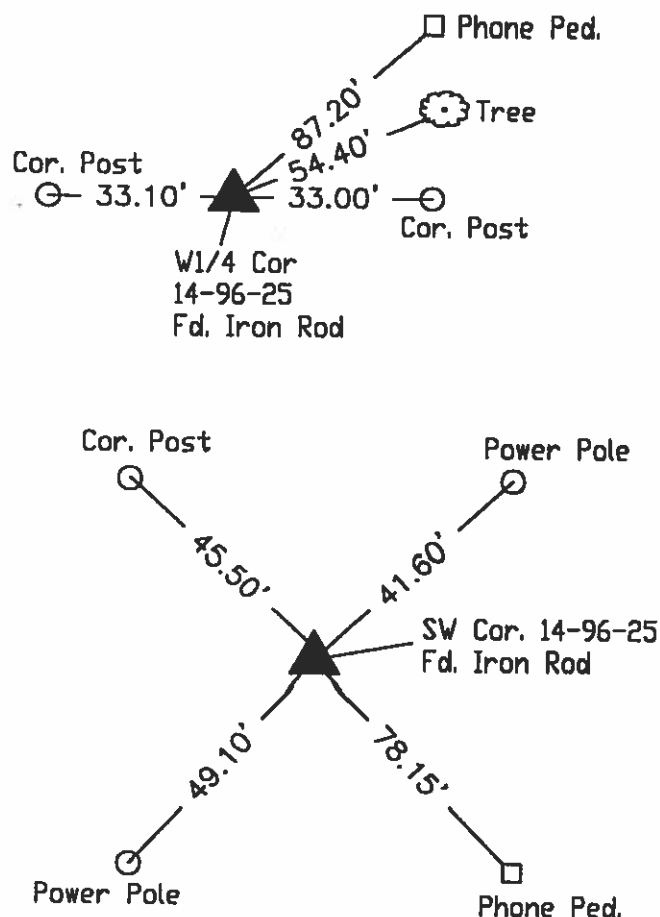 Phone Ped.
87.20'
Tree
54.40'
Cor. Post
33.10'
33.00'
Cor. Post
W1/4 Cor
14-96-25
Fd. Iron Rod
Cor. Post
Power Pole
45.50'
41.60'
SW Cor. 14-96-25
Fd. Iron Rod
49.10'
78.15'
Power Pole
Phone Ped.